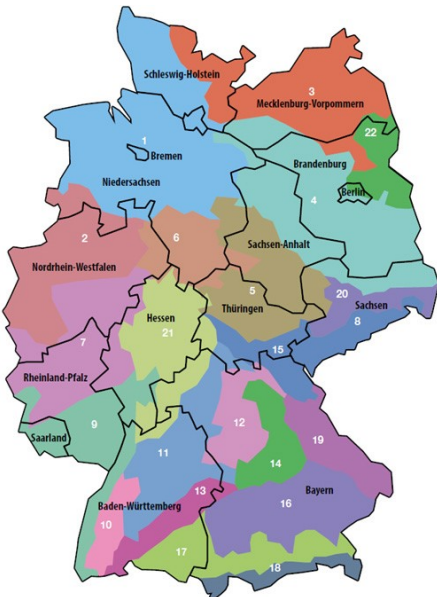 Schleswig-Holstein
3
Mecklenburg-Vorpommern
22
1
Bremen
Brandenburg
Niedersachsen
Berlin
4
2
6
Sachsen-Anhalt
Nordrhein-Westfalen
5
20
Sachsen
Thüringen
Hessen
8
21
7
15
Rheinland-Pfalz
12
9
Saarland
19
11
14
13
Bayern
16
Baden-Württemberg
10
17
18